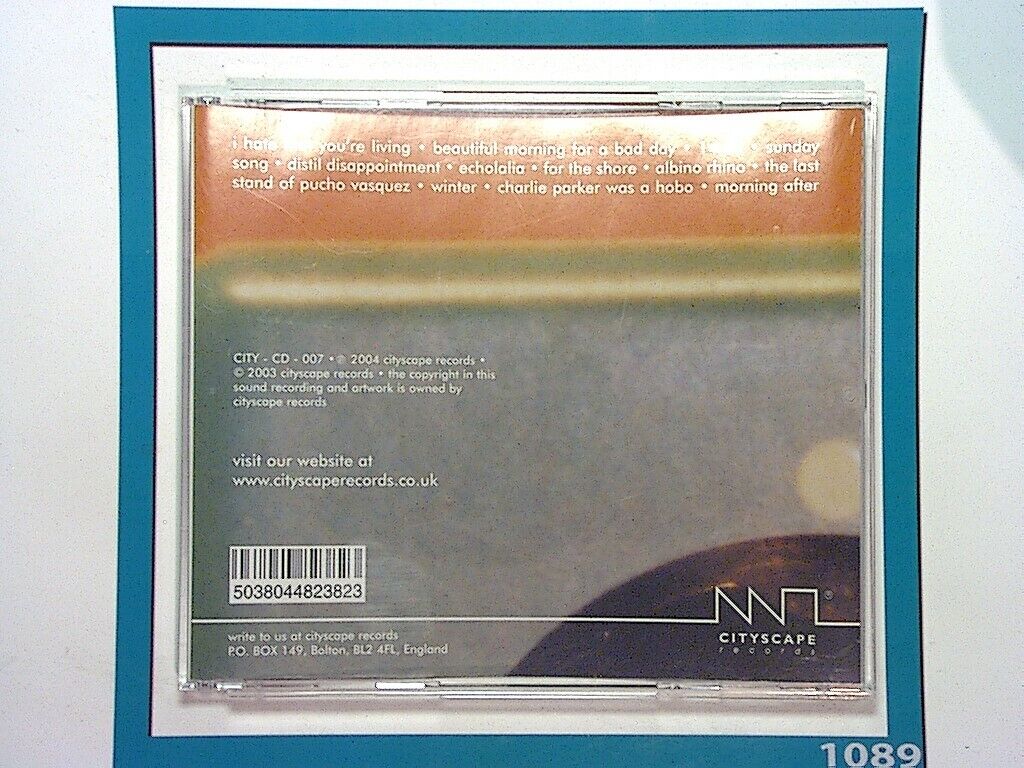 i hate you're living • beautiful morning for a bad day • • sunday
song • distil disappointment • echolalia • far the shore • albino rhino • the last
stand of pucho vasquez • winter • charlie parker was a hobo • morning after
CITY - CD - 007 • ℗ 2004 cityscape records •
© 2003 cityscape records • the copyright in this
sound recording and artwork is owned by
cityscape records
visit our website at
www.cityscaperecords.co.uk
5038044823823
write to us at cityscape records
P.O. BOX 149, Bolton, BL2 4FL, England
®
CITYSCAPE
records
1089